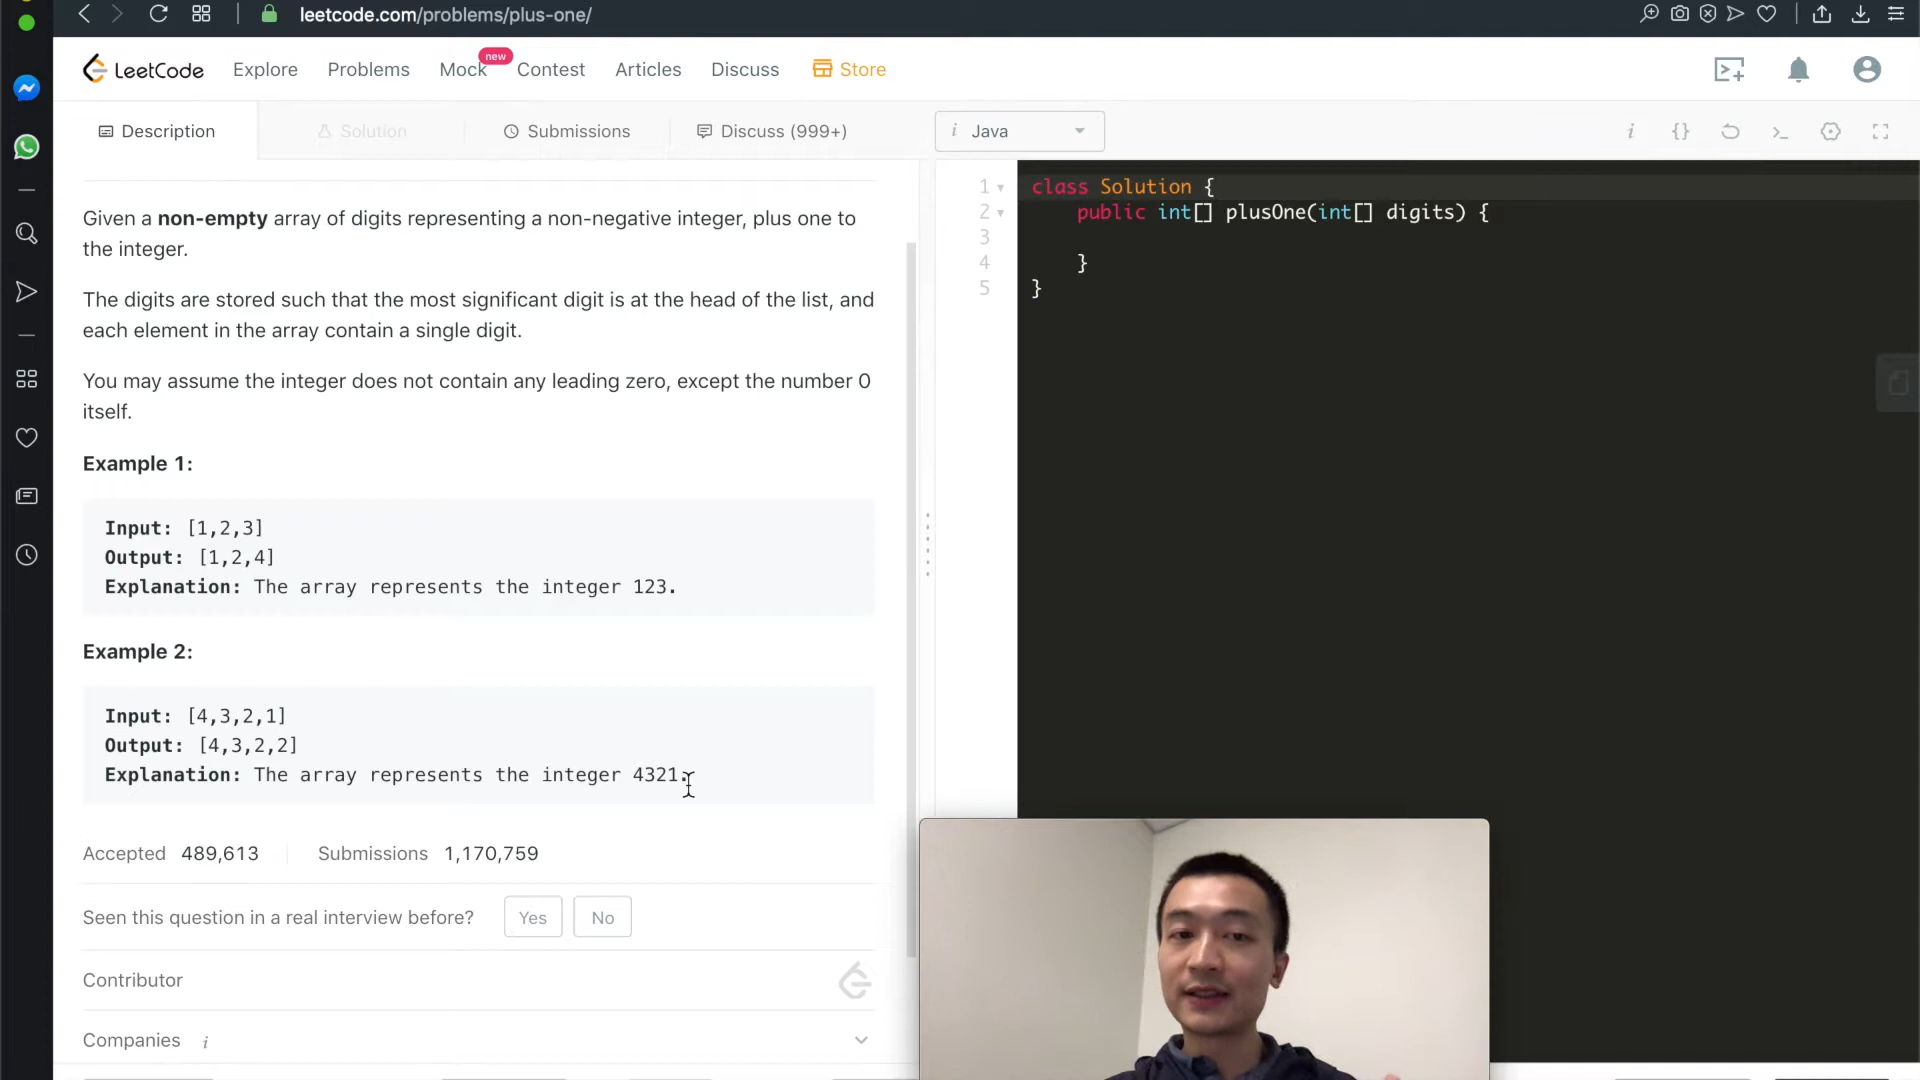 leetcode.com/problems/plus-one/
LeetCode
Explore
Problems
Mock
new
Contest
Articles
Discuss
Store
Description
Solution
Submissions
Discuss (999+)
i Java
Given a non-empty array of digits representing a non-negative integer, plus one to
the integer.
The digits are stored such that the most significant digit is at the head of the list, and
each element in the array contain a single digit.
You may assume the integer does not contain any leading zero, except the number 0
itself.
Example 1:
Input: [1,2,3]
Output: [1,2,4]
Explanation: The array represents the integer 123.
Example 2:
Input: [4,3,2,1]
Output: [4,3,2,2]
Explanation: The array represents the integer 4321.
Accepted 489,613
Submissions 1,170,759
Seen this question in a real interview before?
Yes
No
Contributor
Companies i
1 class Solution {
2 public int[] plusOne(int[] digits) {
3
4 }
5 }